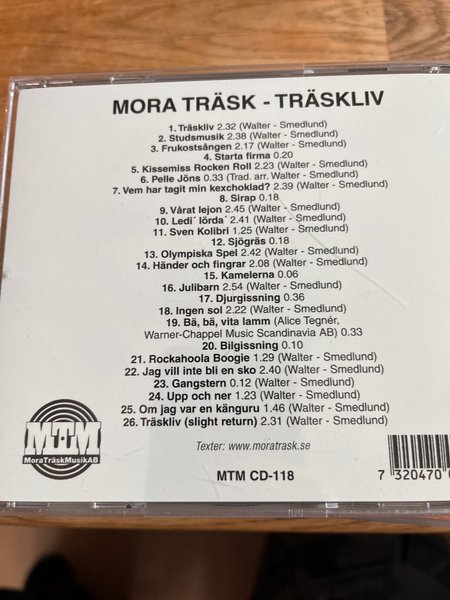 MORA TRÄSK - TRÄSKLIV
1. Träskliv 2.32 (Walter - Smedlund)
2. Studsmusik 2.38 (Walter - Smedlund)
3. Frukostsången 2.17 (Walter - Smedlund)
4. Starta firma 0.20
5. Kissemiss Rocken Roll 2.23 (Walter - Smedlund)
6. Pelle Jöns 0.33 (Trad. arr. Walter - Smedlund)
7. Vem har tagit min kexchoklad? 2.39 (Walter - Smedlund)
8. Sirap 0.18
9. Vårat lejon 2.45 (Walter - Smedlund)
10. Ledi´ lörda´ 2.41 (Walter - Smedlund)
11. Sven Kolibri 1.25 (Walter - Smedlund)
12. Sjögräs 0.18
13. Olympiska Spel 2.42 (Walter - Smedlund)
14. Händer och fingrar 2.08 (Walter - Smedlund)
15. Kamelerna 0.06
16. Julibarn 2.54 (Walter - Smedlund)
17. Djurgissning 0.36
18. Ingen sol 2.22 (Walter - Smedlund)
19. Bä, bä, vita lamm (Alice Tegnér,
Warner-Chappel Music Scandinavia AB) 0.33
20. Bilgissning 0.10
21. Rockahoola Boogie 1.29 (Walter - Smedlund)
22. Jag vill inte bli en sko 2.40 (Walter - Smedlund)
23. Gangstern 0.12 (Walter - Smedlund)
24. Upp och ner 1.23 (Walter - Smedlund)
25. Om jag var en känguru 1.46 (Walter - Smedlund)
26. Träskliv (slight return) 2.31 (Walter - Smedlund)
Texter: www.moratrask.se
MTM
MoraTräskMusikAB
MTM CD-118
7 320470